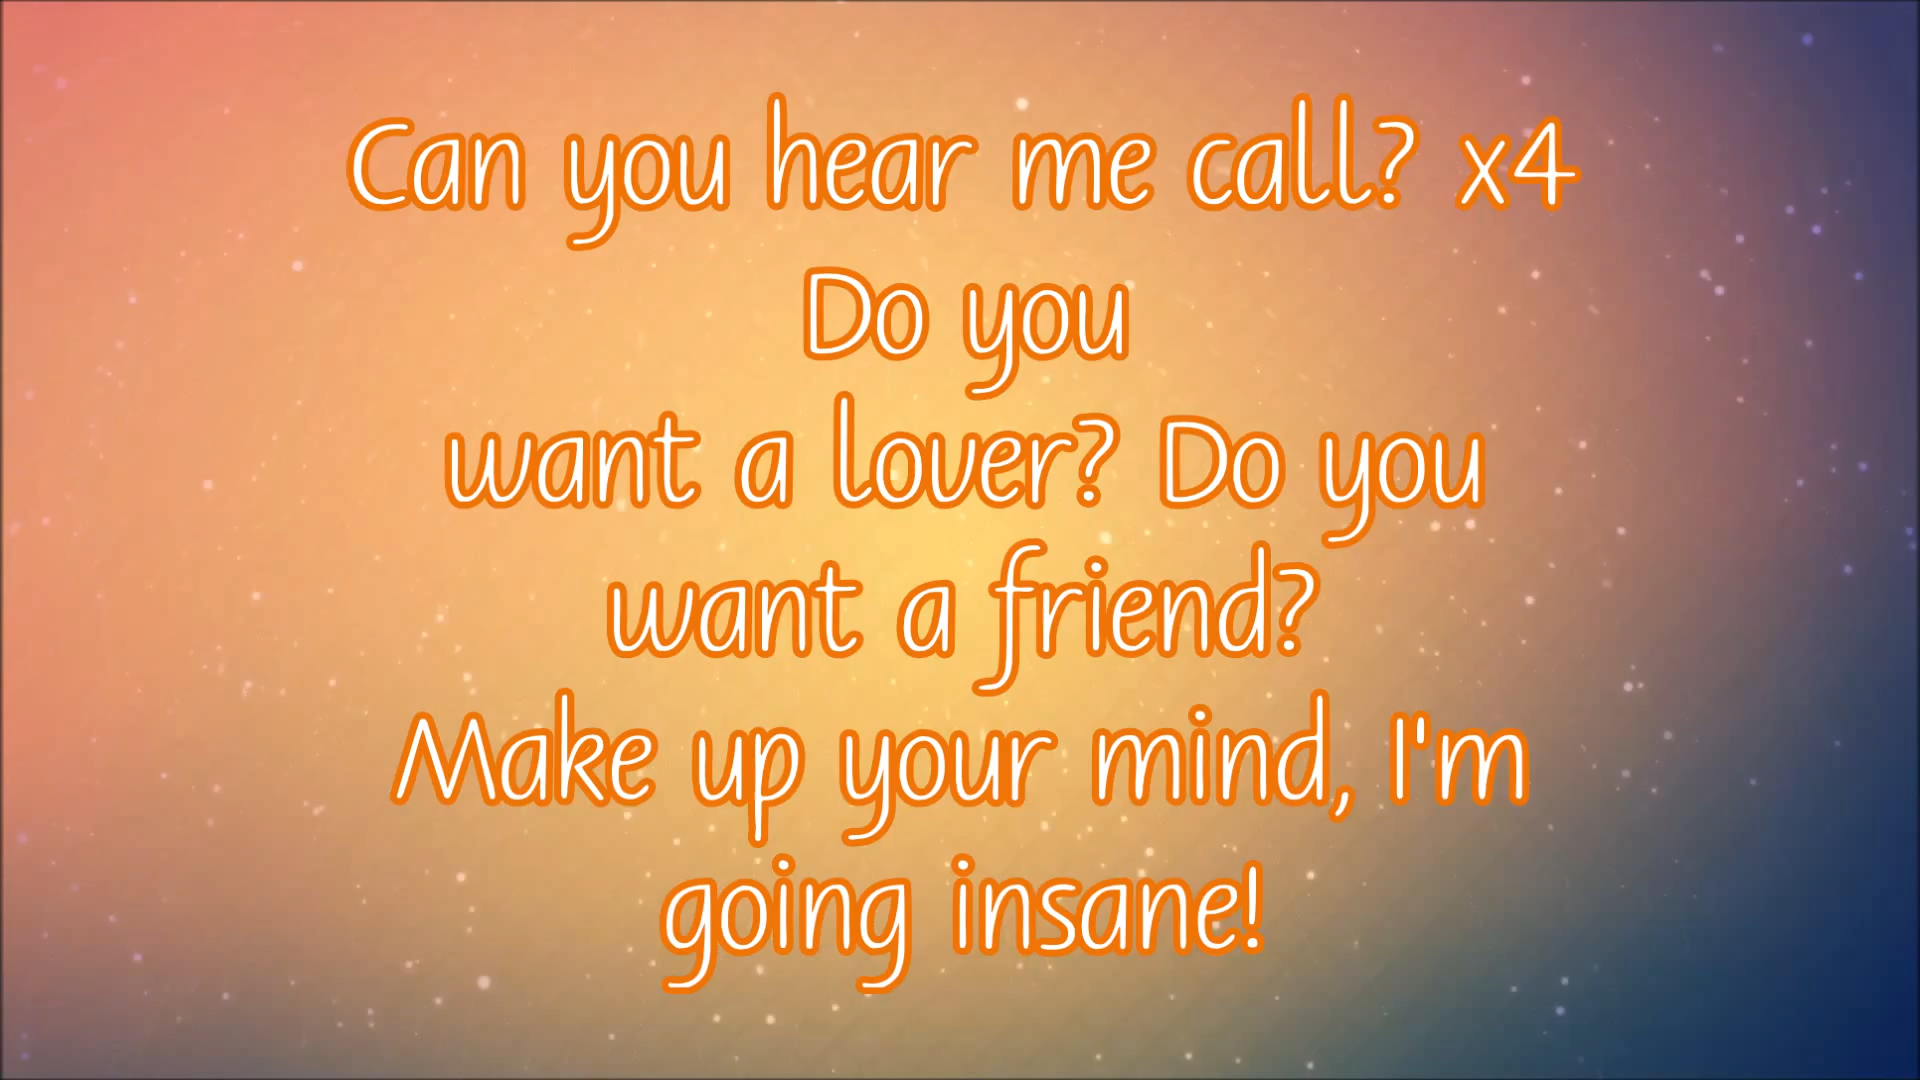 Can you hear me call? x4
Do you
want a lover? Do you
want a friend?
Make up your mind, I'm
going insane!